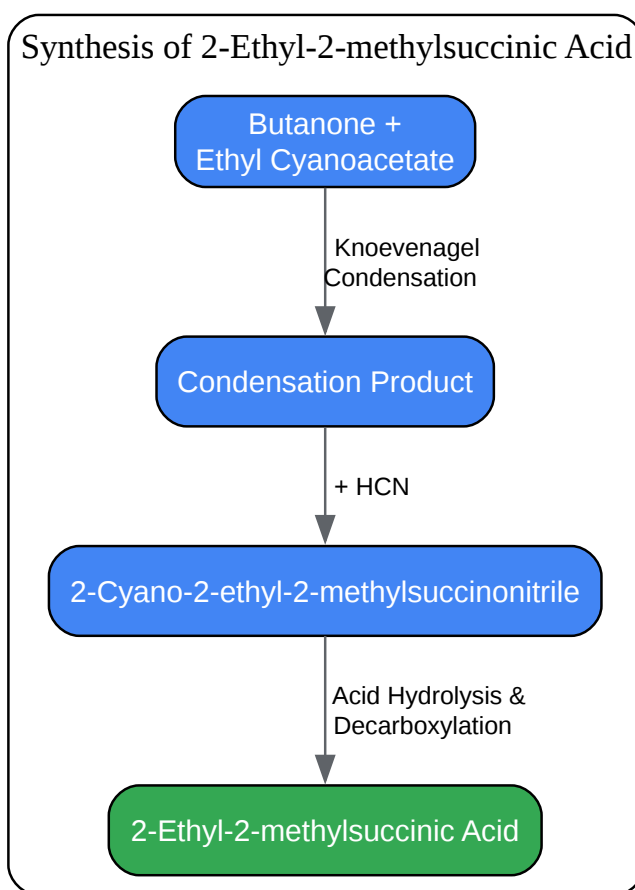 Synthesis of 2-Ethyl-2-methylsuccinic Acid
Butanone +
Ethyl Cyanoacetate
Knoevenagel
Condensation
Condensation Product
+ HCN
2-Cyano-2-ethyl-2-methylsuccinonitrile
Acid Hydrolysis &
Decarboxylation
2-Ethyl-2-methylsuccinic Acid